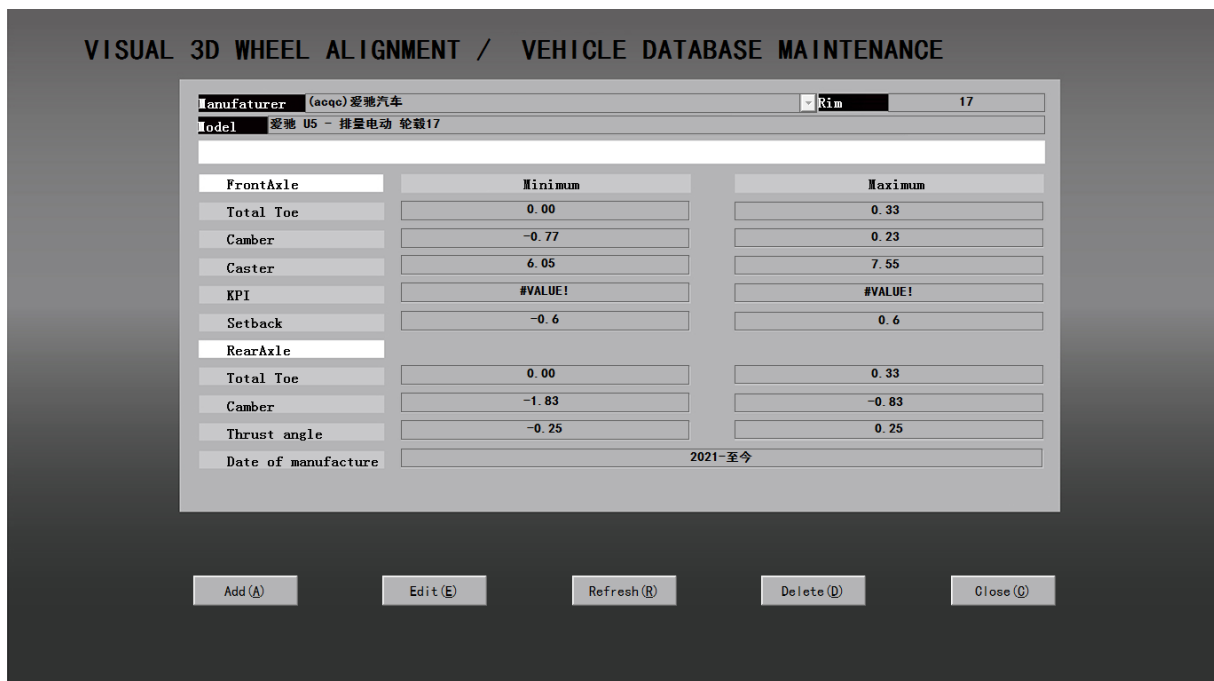 VISUAL 3D WHEEL ALIGNMENT / VEHICLE DATABASE MAINTENANCE
Manufaturer (acqc)爱驰汽车 Rim 17
Model 爱驰 U5 - 排量电动 轮毂17
FrontAxle Minimum Maximum
Total Toe 0.00 0.33
Camber -0.77 0.23
Caster 6.05 7.55
KPI #VALUE! #VALUE!
Setback -0.6 0.6
RearAxle
Total Toe 0.00 0.33
Camber -1.83 -0.83
Thrust angle -0.25 0.25
Date of manufacture 2021-至今
Add(A) Edit(E) Refresh(R) Delete(D) Close(C)